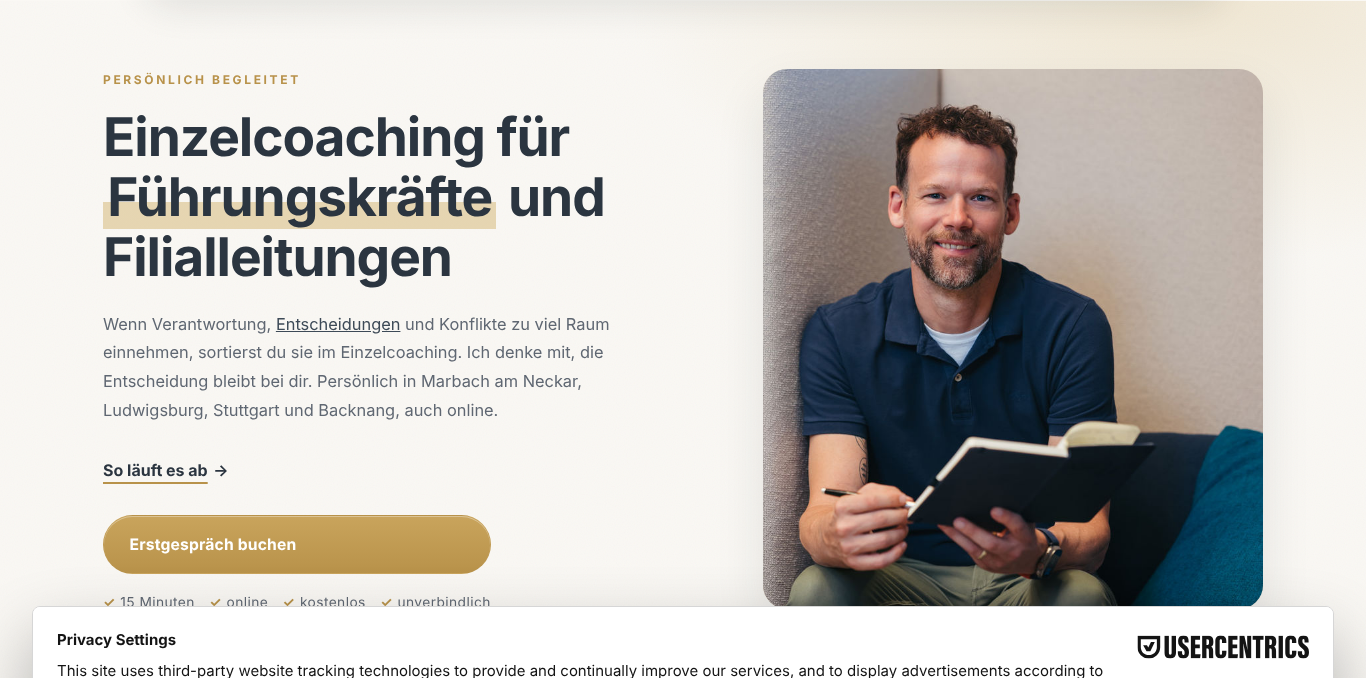 PERSÖNLICH BEGLEITET
Einzelcoaching für
Führungskräfte und
Filialleitungen
Wenn Verantwortung, Entscheidungen und Konflikte zu viel Raum
einnehmen, sortierst du sie im Einzelcoaching. Ich denke mit, die
Entscheidung bleibt bei dir. Persönlich in Marbach am Neckar,
Ludwigsburg, Stuttgart und Backnang, auch online.
So läuft es ab →
Erstgespräch buchen
✓ 15 Minuten ✓ online ✓ kostenlos ✓ unverbindlich
Privacy Settings
USERCENTRICS
This site uses third-party website tracking technologies to provide and continually improve our services, and to display advertisements according to